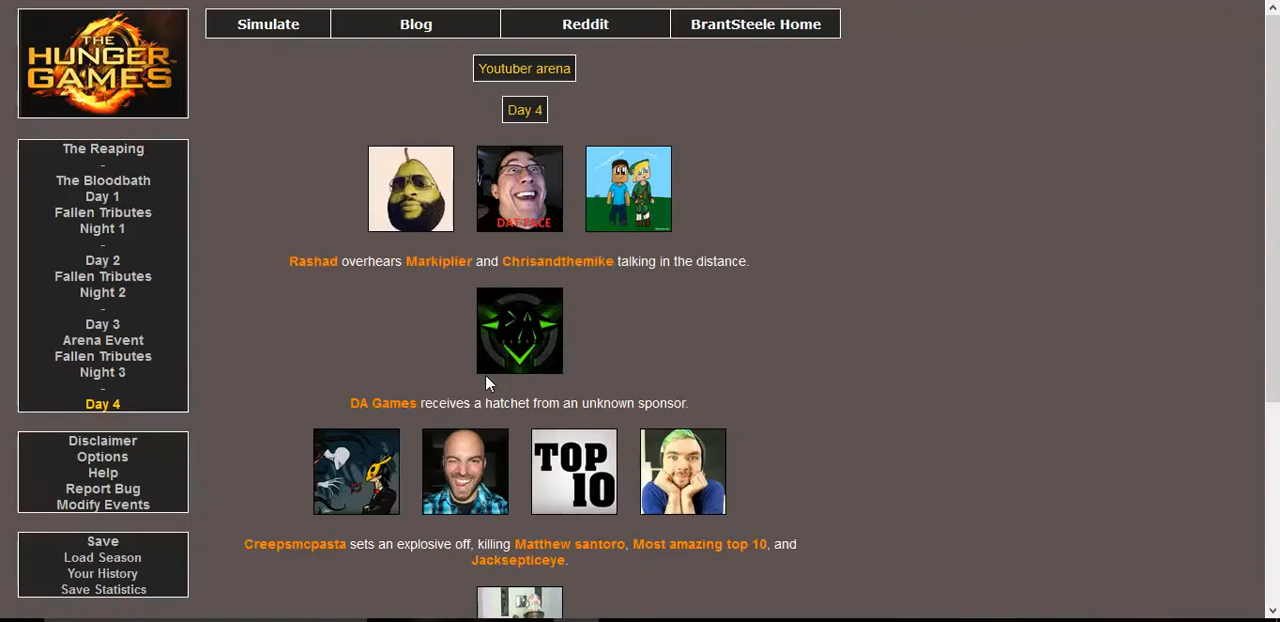 THE
HUNGER
GAMES
Simulate
Blog
Reddit
BrantSteele Home
The Reaping
-
The Bloodbath
Day 1
Fallen Tributes
Night 1
-
Day 2
Fallen Tributes
Night 2
-
Day 3
Arena Event
Fallen Tributes
Night 3
-
Day 4
Disclaimer
Options
Help
Report Bug
Modify Events
Save
Load Season
Your History
Save Statistics
Youtuber arena
Day 4
DAT FACE
Rashad overhears Markiplier and Chrisandthemike talking in the distance.
DA Games receives a hatchet from an unknown sponsor.
TOP
10
Creepsmcpasta sets an explosive off, killing Matthew santoro, Most amazing top 10, and
Jacksepticeye.